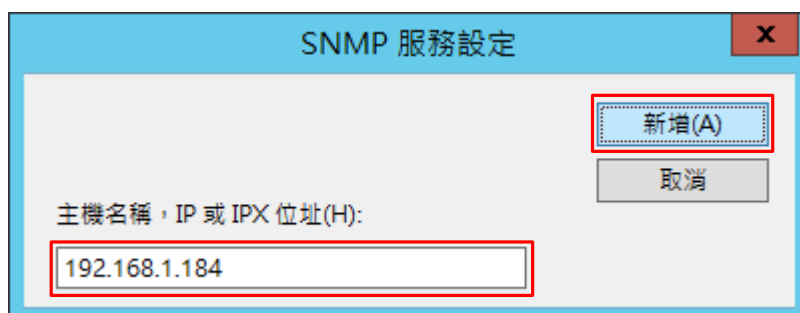 SNMP 服務設定
x
新增(A)
取消
主機名稱，IP 或 IPX 位址(H):
192.168.1.184